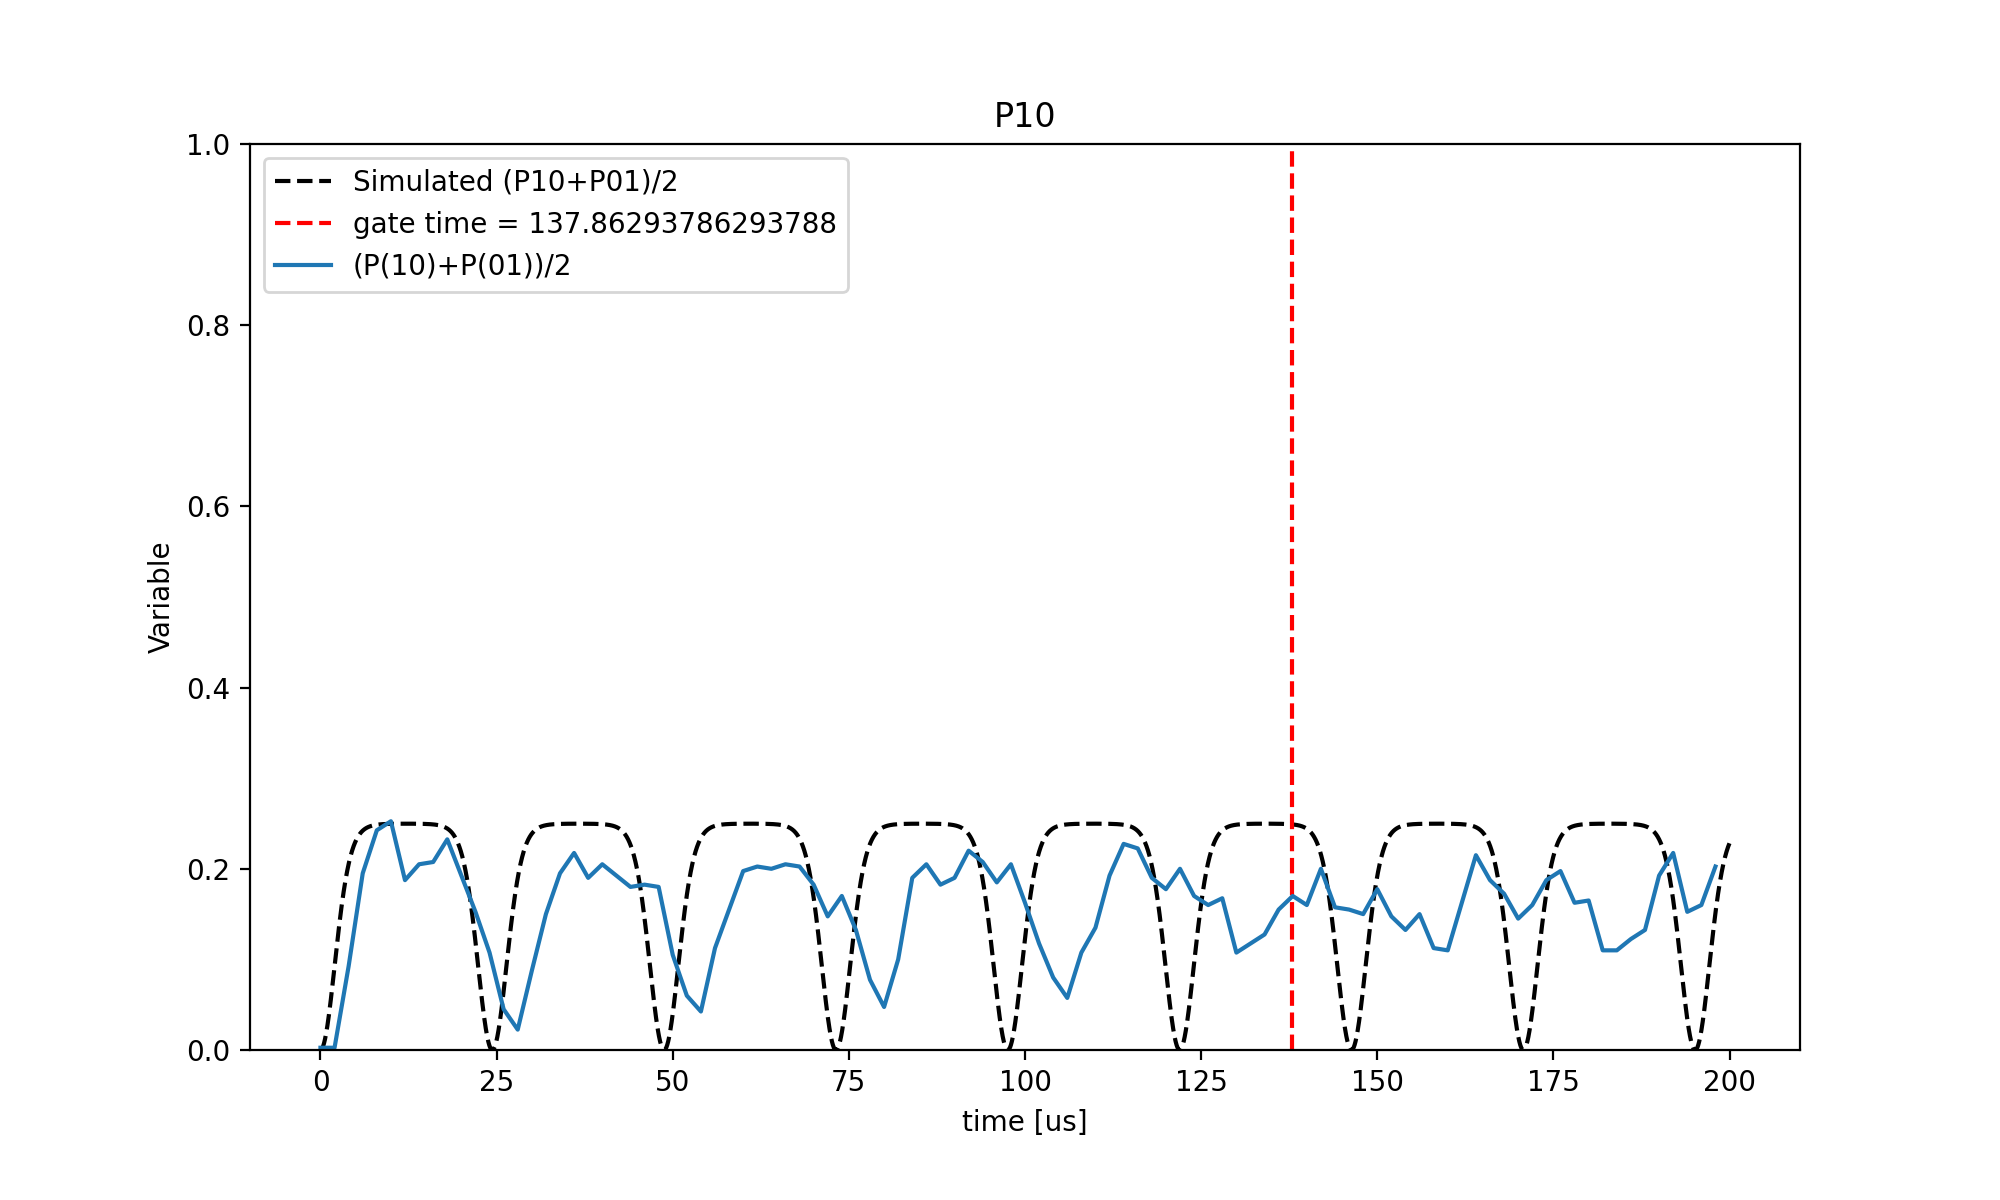 P10
1.0
0.8
0.6
0.4
0.2
0.0
Variable
Simulated (P10+P01)/2
gate time = 137.86293786293788
(P(10)+P(01))/2
0 25 50 75 100 125 150 175 200
time [us]